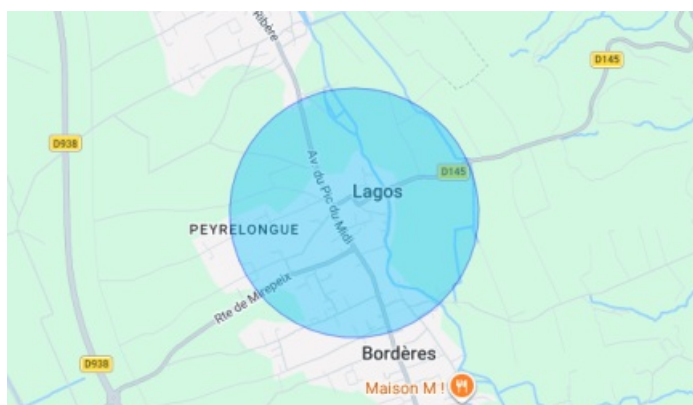 Ribère
D145
D938
Av. du Pic du Midi
D145
Lagos
PEYRELONGUE
Rte de Mirepeix
Bordères
D938
Maison M !